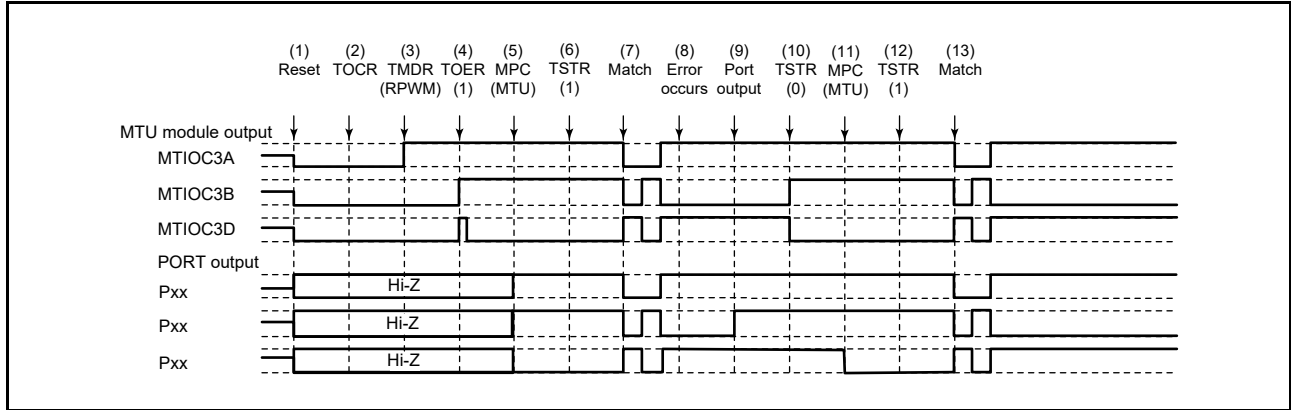 (1) (2) (3) (4) (5) (6) (7) (8) (9) (10) (11) (12) (13)
Reset TOCR TMDR TOER MPC TSTR Match Error Port TSTR MPC TSTR Match
(RPWM) (1) (MTU) (1) occurs output (0) (MTU) (1)
MTU module output
MTIOC3A
MTIOC3B
MTIOC3D
PORT output
Pxx Hi-Z
Pxx Hi-Z
Pxx Hi-Z